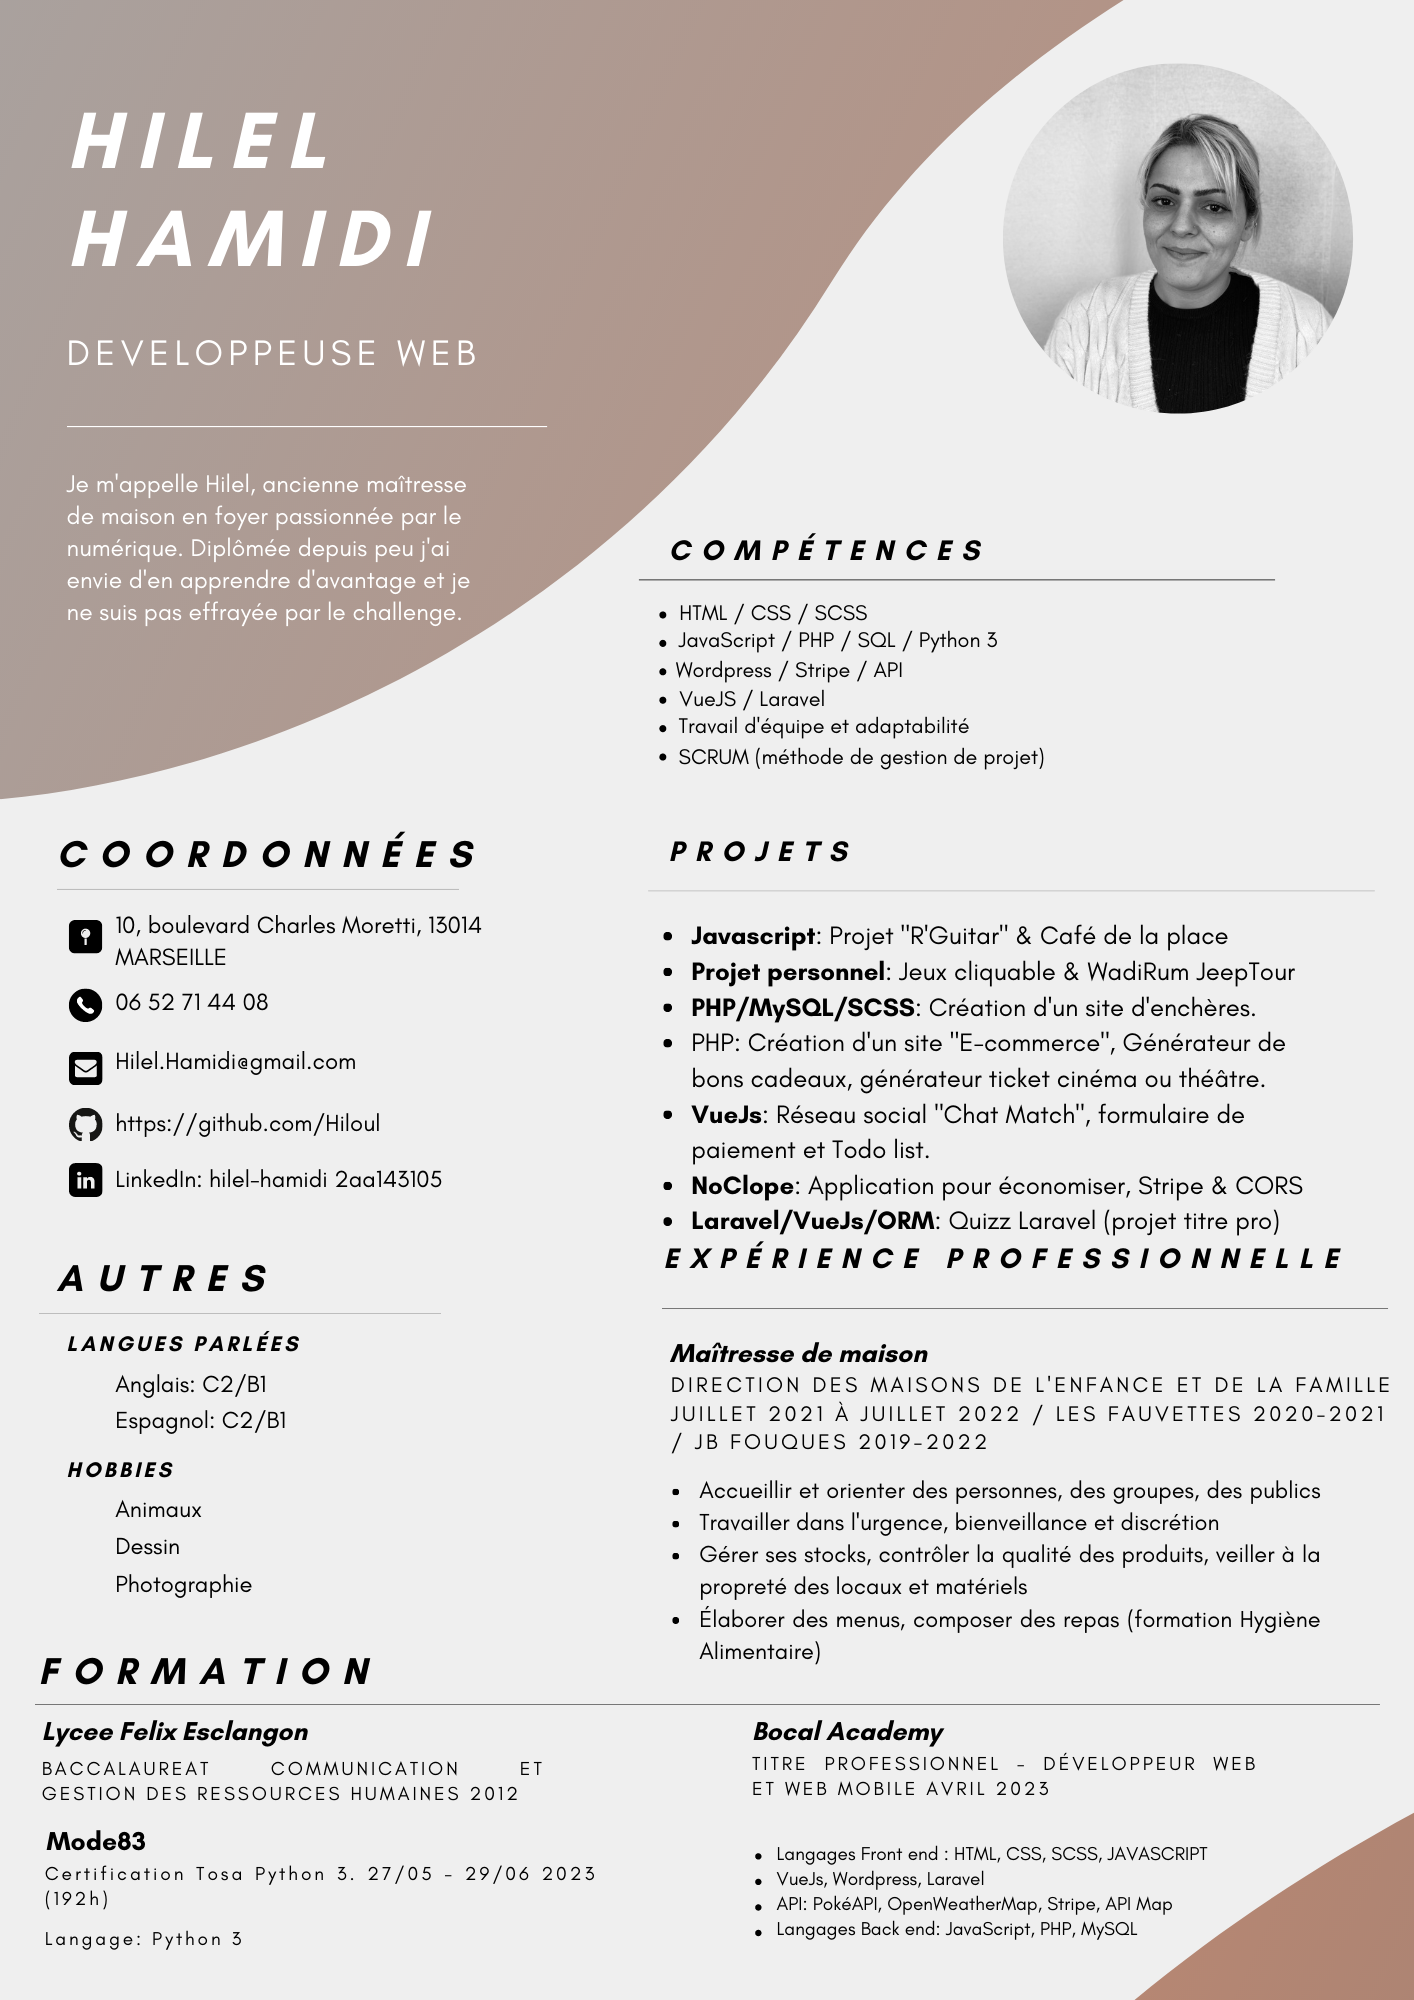 HILEL
HAMIDI
DEVELOPPEUSE WEB
Je m'appelle Hilel, ancienne maîtresse
de maison en foyer passionnée par le
numérique. Diplômée depuis peu j'ai
envie d'en apprendre d'avantage et je
ne suis pas effrayée par le challenge.
COMPÉTENCES
• HTML / CSS / SCSS
• JavaScript / PHP / SQL / Python 3
• Wordpress / Stripe / API
• VueJS / Laravel
• Travail d'équipe et adaptabilité
• SCRUM (méthode de gestion de projet)
COORDONNÉES
10, boulevard Charles Moretti, 13014
MARSEILLE
06 52 71 44 08
Hilel.Hamidi@gmail.com
https://github.com/Hiloul
in LinkedIn: hilel-hamidi 2aa143105
PROJETS
• Javascript: Projet "R'Guitar" & Café de la place
• Projet personnel: Jeux cliquable & WadiRum JeepTour
• PHP/MySQL/SCSS: Création d'un site d'enchères.
• PHP: Création d'un site "E-commerce", Générateur de
bons cadeaux, générateur ticket cinéma ou théâtre.
• VueJs: Réseau social "Chat Match", formulaire de
paiement et Todo list.
• NoClope: Application pour économiser, Stripe & CORS
• Laravel/VueJs/ORM: Quizz Laravel (projet titre pro)
AUTRES
LANGUES PARLÉES
Anglais: C2/B1
Espagnol: C2/B1
HOBBIES
Animaux
Dessin
Photographie
EXPÉRIENCE PROFESSIONNELLE
Maîtresse de maison
DIRECTION DES MAISONS DE L'ENFANCE ET DE LA FAMILLE
JUILLET 2021 À JUILLET 2022 / LES FAUVETTES 2020-2021
/ JB FOUQUES 2019-2022
• Accueillir et orienter des personnes, des groupes, des publics
• Travailler dans l'urgence, bienveillance et discrétion
• Gérer ses stocks, contrôler la qualité des produits, veiller à la
propreté des locaux et matériels
• Élaborer des menus, composer des repas (formation Hygiène
Alimentaire)
FORMATION
Lycee Felix Esclangon
BACCALAUREAT COMMUNICATION ET
GESTION DES RESSOURCES HUMAINES 2012
Mode83
Certification Tosa Python 3. 27/05 - 29/06 2023
(192h)
Langage: Python 3
Bocal Academy
TITRE PROFESSIONNEL - DÉVELOPPEUR WEB
ET WEB MOBILE AVRIL 2023
• Langages Front end : HTML, CSS, SCSS, JAVASCRIPT
• VueJs, Wordpress, Laravel
• API: PokéAPI, OpenWeatherMap, Stripe, API Map
• Langages Back end: JavaScript, PHP, MySQL